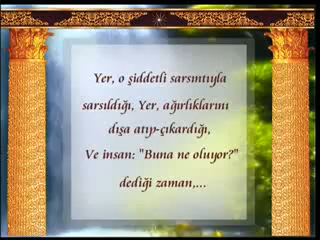 Yer, o şiddetli sarsıntıyla
sarsıldığı, Yer, ağırlıklarını
dışa atıp-çıkardığı,
Ve insan: "Buna ne oluyor?"
dediği zaman,...